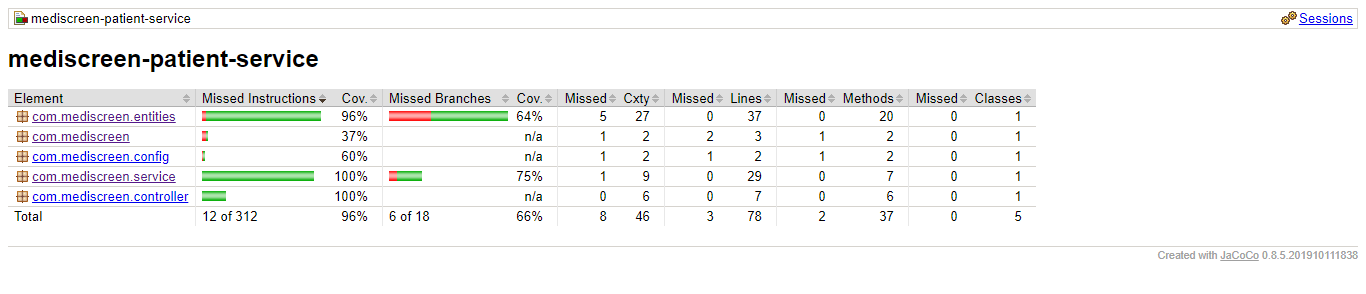 mediscreen-patient-service Sessions
mediscreen-patient-service
Element Missed Instructions Cov. Missed Branches Cov. Missed Cxty Missed Lines Missed Methods Missed Classes
com.mediscreen.entities 96% 64% 5 27 0 37 0 20 0 1
com.mediscreen 37% n/a 1 2 2 3 1 2 0 1
com.mediscreen.config 60% n/a 1 2 1 2 1 2 0 1
com.mediscreen.service 100% 75% 1 9 0 29 0 7 0 1
com.mediscreen.controller 100% n/a 0 6 0 7 0 6 0 1
Total 12 of 312 96% 6 of 18 66% 8 46 3 78 2 37 0 5
Created with JaCoCo 0.8.5.201910111838